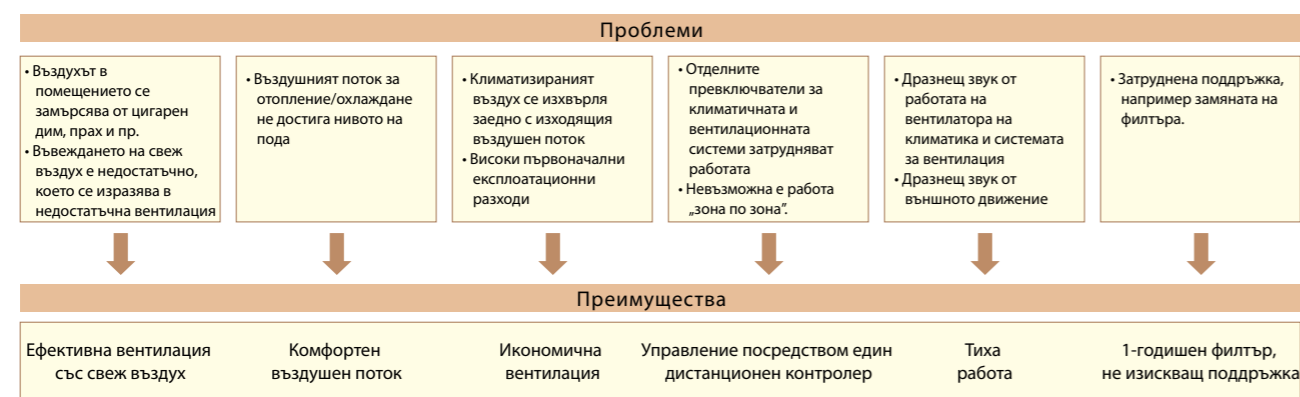 Проблеми
• Въздухът в
помещението се
замърсява от цигарен
дим, прах и пр.
• Въвеждането на свеж
въздух е недостатъчно,
което се изразява в
недостатъчна вентилация
• Въздушният поток за
отопление/охлаждане
не достига нивото на
пода
• Климатизираният
въздух се изхвърля
заедно с изходящия
въздушен поток
• Високи първоначални
експлоатационни
разходи
• Отделните
превключватели за
климатичната и
вентилационната
системи затрудняват
работата
• Невъзможна е работа
„зона по зона”.
• Дразнещ звук от
работата на
вентилатора на
климатика и системата
за вентилация
• Дразнещ звук от
външното движение
• Затруднена поддръжка,
например замяната на
филтъра.
Преимущества
Ефективна вентилация
със свеж въздух
Комфортен
въздушен поток
Икономична
вентилация
Управление посредством един
дистанционен контролер
Тиха
работа
1-годишен филтър,
не изискващ поддръжка